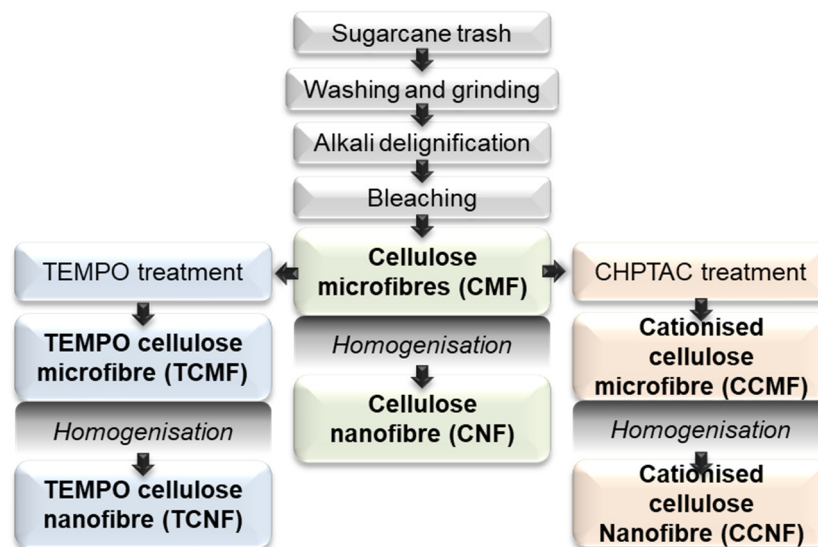 Sugarcane trash
Washing and grinding
Alkali delignification
Bleaching
Cellulose
microfibres (CMF)
Homogenisation
Cellulose
nanofibre (CNF)
TEMPO treatment
TEMPO cellulose
microfibre (TCMF)
Homogenisation
TEMPO cellulose
nanofibre (TCNF)
CHPTAC treatment
Cationised
cellulose
microfibre (CCMF)
Homogenisation
Cationised
cellulose
Nanofibre (CCNF)